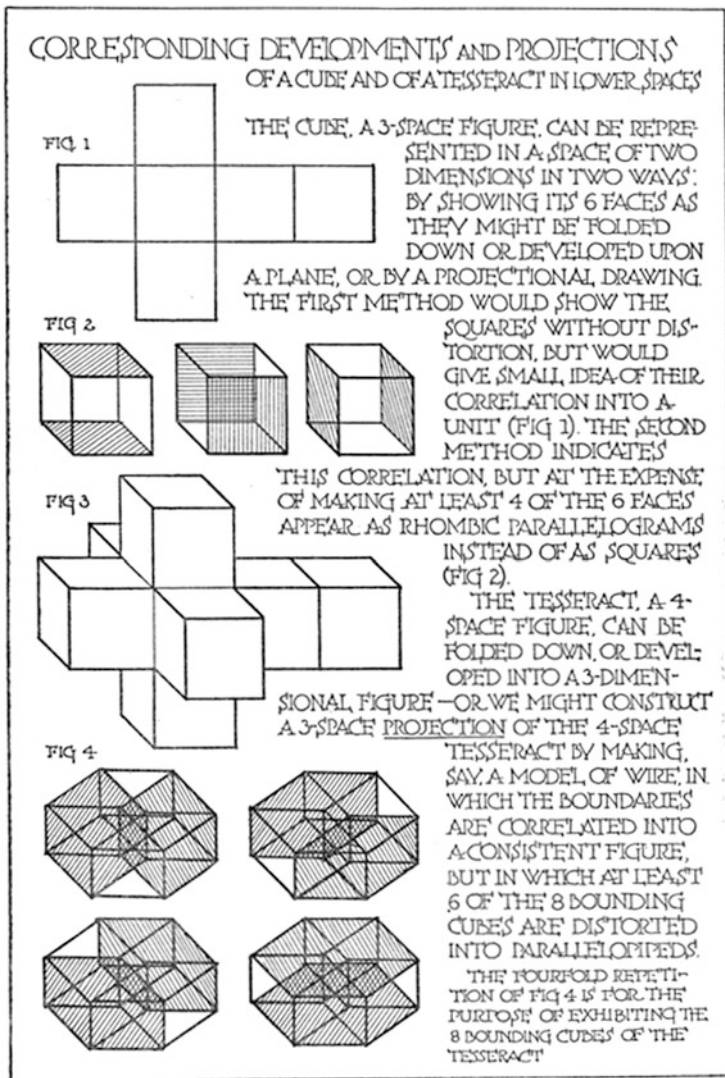 CORRESPONDING DEVELOPMENTS AND PROJECTIONS
OF A CUBE AND OF A TESSERACT IN LOWER SPACES
FIG 1
THE CUBE, A 3-SPACE FIGURE, CAN BE REPRE-
SENTED IN A SPACE OF TWO
DIMENSIONS IN TWO WAYS:
BY SHOWING ITS 6 FACES AS
THEY MIGHT BE FOLDED
DOWN OR DEVELOPED UPON
A PLANE, OR BY A PROJECTIONAL DRAWING.
THE FIRST METHOD WOULD SHOW THE
FIG 2
SQUARES WITHOUT DIS-
TORTION, BUT WOULD
GIVE SMALL IDEA OF THEIR
CORRELATION INTO A
UNIT (FIG 1). THE SECOND
METHOD INDICATES
THIS CORRELATION, BUT AT THE EXPENSE
FIG 3
OF MAKING AT LEAST 4 OF THE 6 FACES
APPEAR AS RHOMBIC PARALLELOGRAMS
INSTEAD OF AS SQUARES
(FIG 2).
THE TESSERACT, A 4-
SPACE FIGURE, CAN BE
FOLDED DOWN, OR DEVEL-
OPED INTO A 3-DIMEN-
SIONAL FIGURE—OR WE MIGHT CONSTRUCT
A 3-SPACE PROJECTION OF THE 4-SPACE
FIG 4
TESSERACT BY MAKING,
SAY, A MODEL OF WIRE, IN
WHICH THE BOUNDARIES
ARE CORRELATED INTO
A CONSISTENT FIGURE,
BUT IN WHICH AT LEAST
6 OF THE 8 BOUNDING
CUBES ARE DISTORTED
INTO PARALLELOPIPEDS.
THE FOURFOLD REPETI-
TION OF FIG 4 IS FOR THE
PURPOSE OF EXHIBITING THE
8 BOUNDING CUBES OF THE
TESSERACT